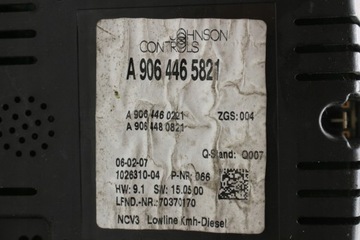 JOHNSON
CONTROLS
A 906 446 5821
A 906 446 0221 ZGS: 004
A 906 448 0821
Q-Stand: Q007
06-02-07
1026310-04 P-NR: 066
HW: 9.1 S/W: 15.05.00
LFND.-NR.: 70370170
NCV3 Lowline Kmh-Diesel